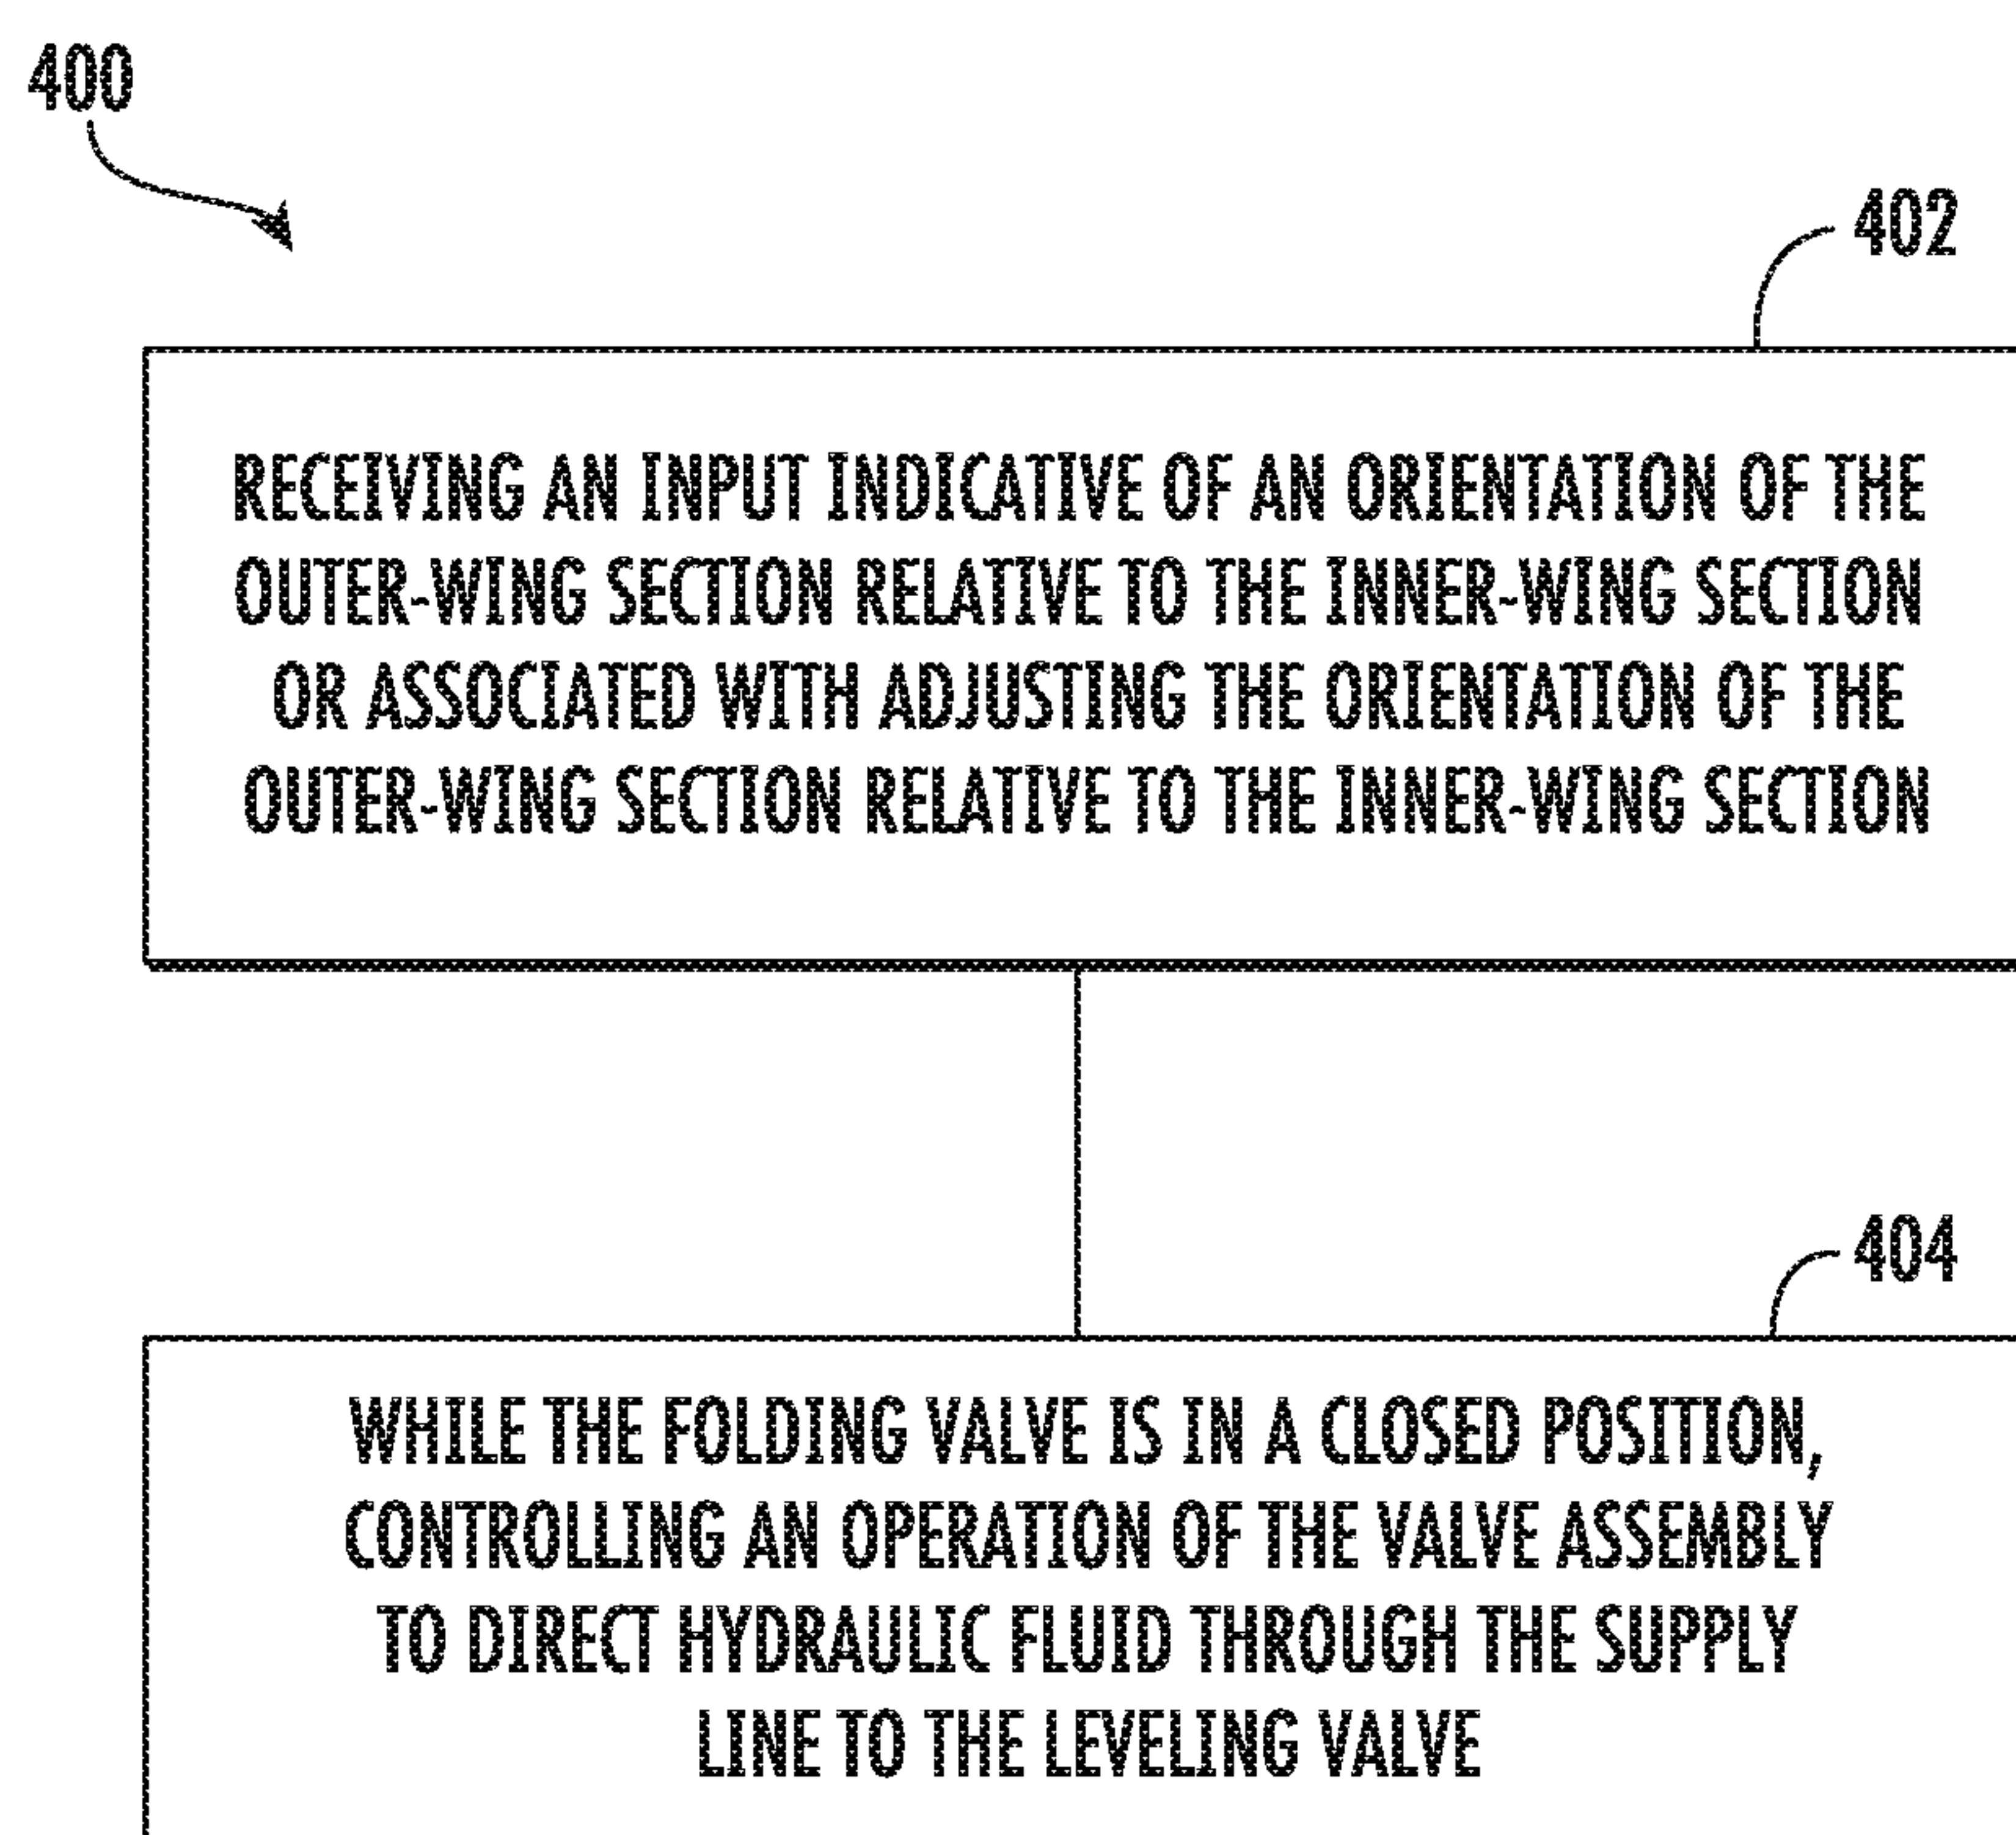 400
402
RECEIVING AN INPUT INDICATIVE OF AN ORIENTATION OF THE
OUTER-WING SECTION RELATIVE TO THE INNER-WING SECTION
OR ASSOCIATED WITH ADJUSTING THE ORIENTATION OF THE
OUTER-WING SECTION RELATIVE TO THE INNER-WING SECTION
404
WHILE THE FOLDING VALVE IS IN A CLOSED POSITION,
CONTROLLING AN OPERATION OF THE VALVE ASSEMBLY
TO DIRECT HYDRAULIC FLUID THROUGH THE SUPPLY
LINE TO THE LEVELING VALVE